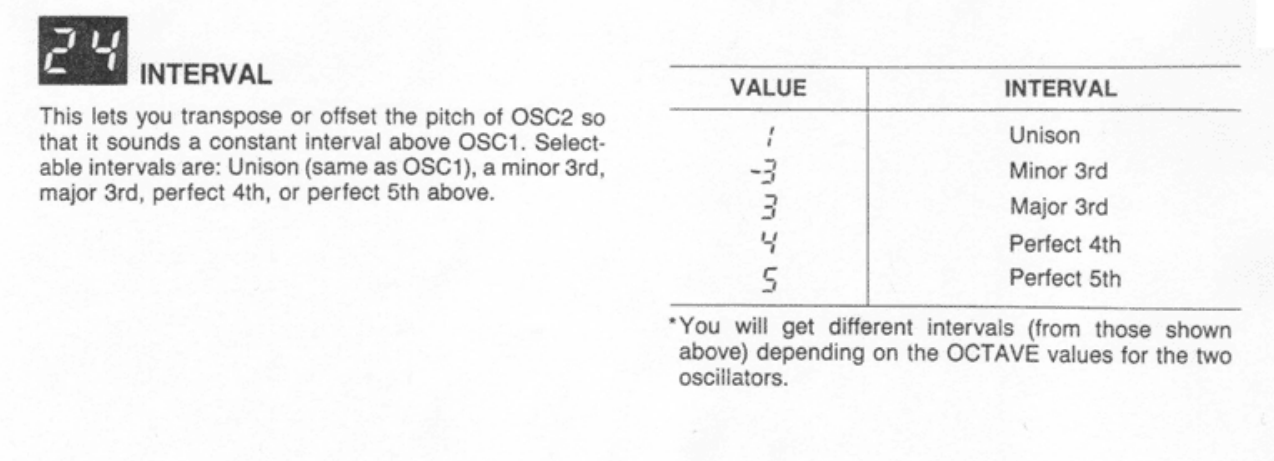 24 INTERVAL
This lets you transpose or offset the pitch of OSC2 so
that it sounds a constant interval above OSC1. Select-
able intervals are: Unison (same as OSC1), a minor 3rd,
major 3rd, perfect 4th, or perfect 5th above.
VALUE INTERVAL
1 Unison
-3 Minor 3rd
3 Major 3rd
4 Perfect 4th
5 Perfect 5th
*You will get different intervals (from those shown
above) depending on the OCTAVE values for the two
oscillators.